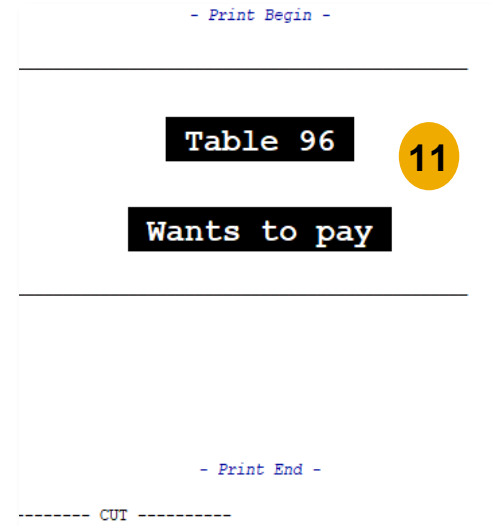 - Print Begin -
Table 96
11
Wants to pay
- Print End -
-------- CUT ----------